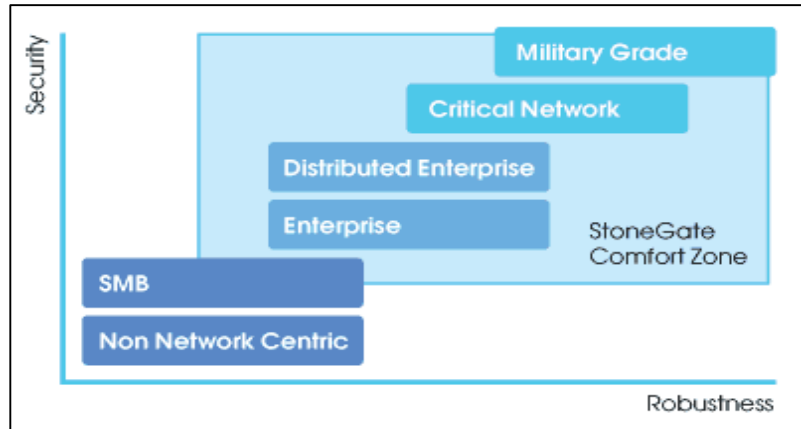 Security
Military Grade
Critical Network
Distributed Enterprise
Enterprise
StoneGate
Comfort Zone
SMB
Non Network Centric
Robustness